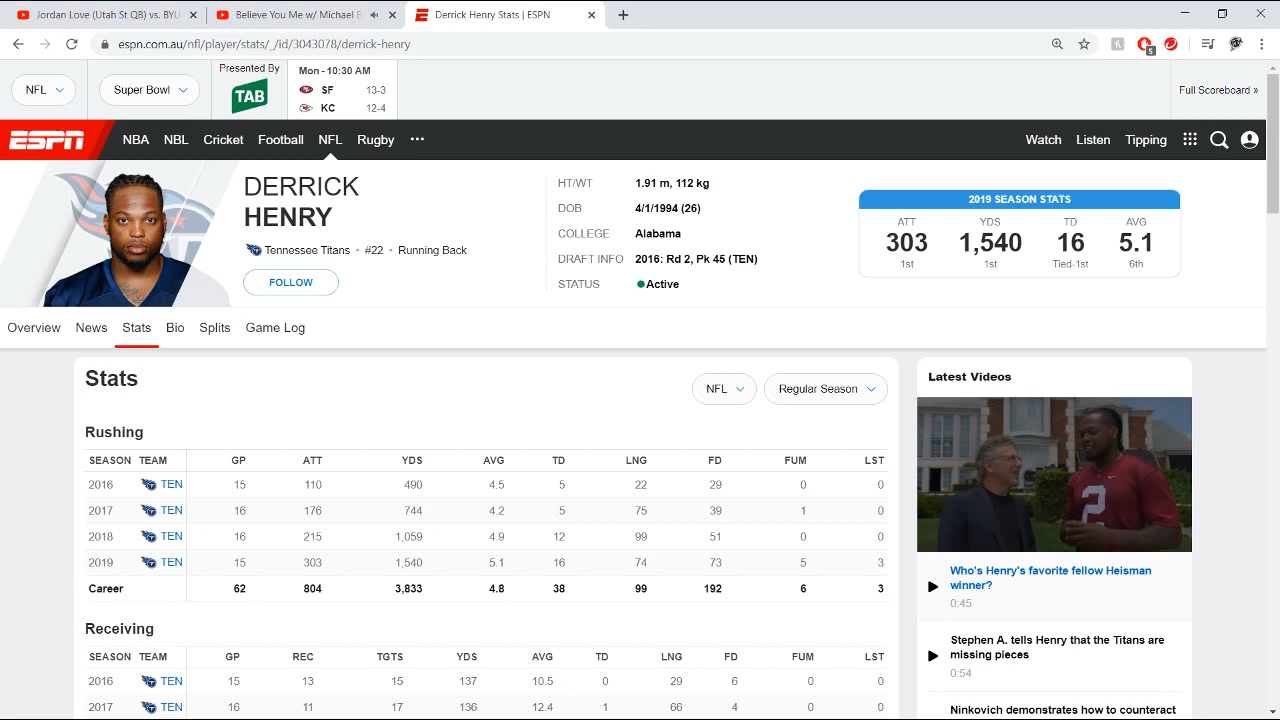 Jordan Love (Utah St QB) vs BYU
Believe You Me w/ Michael B
Derrick Henry Stats | ESPN
espn.com.au/nfl/player/stats/_/id/3043078/derrick-henry
5
NFL
Super Bowl
Presented By
TAB
Mon - 10:30 AM
SF 13-3
KC 12-4
Full Scoreboard »
ESPN
NBA NBL Cricket Football NFL Rugby •••
Watch Listen Tipping
DERRICK
HENRY
Tennessee Titans • #22 • Running Back
FOLLOW
HT/WT 1.91 m, 112 kg
DOB 4/1/1994 (26)
COLLEGE Alabama
DRAFT INFO 2016: Rd 2, Pk 45 (TEN)
STATUS Active
2019 SEASON STATS
ATT YDS TD AVG
303 1,540 16 5.1
1st 1st Tied-1st 6th
Overview News Stats Bio Splits Game Log
Stats
NFL
Regular Season
Rushing
SEASON TEAM GP ATT YDS AVG TD LNG FD FUM LST
2016 TEN 15 110 490 4.5 5 22 29 0 0
2017 TEN 16 176 744 4.2 5 75 39 1 0
2018 TEN 16 215 1,059 4.9 12 99 51 0 0
2019 TEN 15 303 1,540 5.1 16 74 73 5 3
Career 62 804 3,833 4.8 38 99 192 6 3
Receiving
SEASON TEAM GP REC TGTS YDS AVG TD LNG FD FUM LST
2016 TEN 15 13 15 137 10.5 0 29 6 0 0
2017 TEN 16 11 17 136 12.4 1 66 4 0 0
Latest Videos
2
Who's Henry's favorite fellow Heisman
winner?
0:45
Stephen A. tells Henry that the Titans are
missing pieces
0:54
Ninkovich demonstrates how to counteract